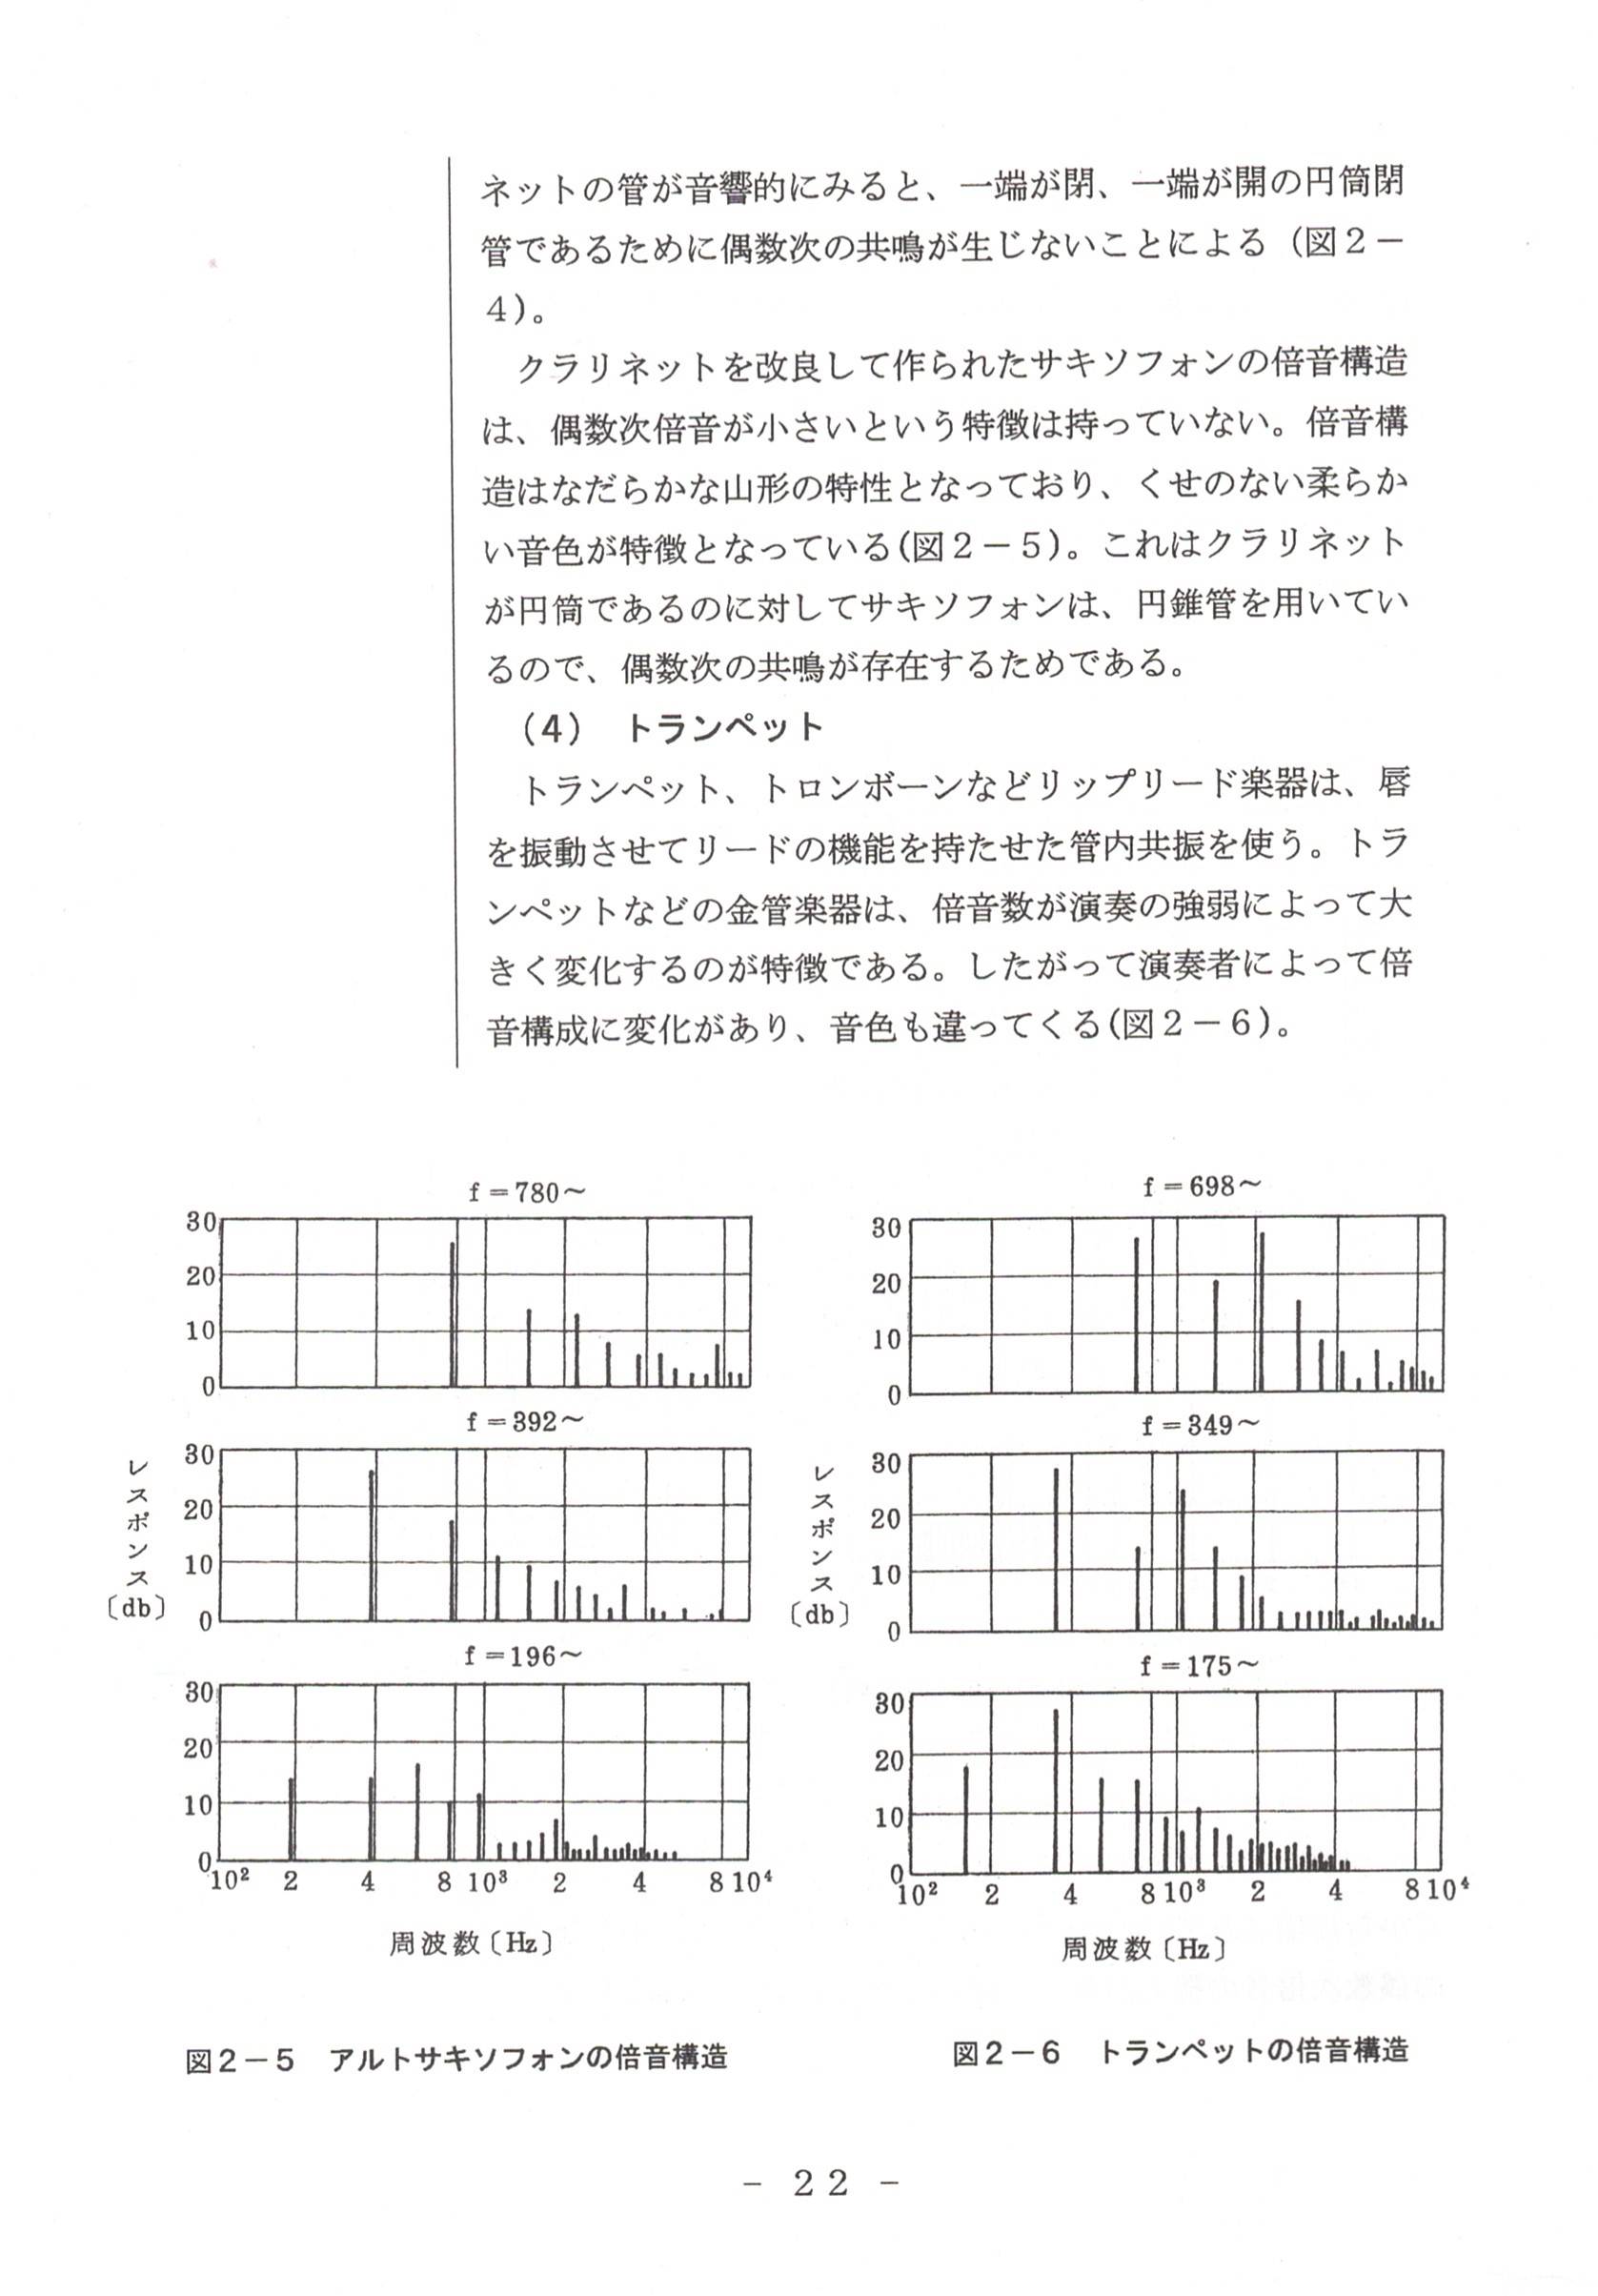 ネットの管が音響的にみると、一端が閉、一端が開の円筒閉
管であるために偶数次の共鳴が生じないことによる（図２－
４）。
クラリネットを改良して作られたサキソフォンの倍音構造
は、偶数次倍音が小さいという特徴は持っていない。倍音構
造はなだらかな山形の特性となっており、くせのない柔らか
い音色が特徴となっている(図２－５)。これはクラリネット
が円筒であるのに対してサキソフォンは、円錐管を用いてい
るので、偶数次の共鳴が存在するためである。
（4） トランペット
トランペット、トロンボーンなどリップリード楽器は、唇
を振動させてリードの機能を持たせた管内共振を使う。トラ
ンペットなどの金管楽器は、倍音数が演奏の強弱によって大
きく変化するのが特徴である。したがって演奏者によって倍
音構成に変化があり、音色も違ってくる(図２－６)。
f＝780～
30
20
10
0
f＝392～
30
20
10
0
f＝196～
30
20
10
0
レスポンス
〔db〕
10² 2 4 8 10³ 2 4 8 10⁴
周波数〔Hz〕
図２－５ アルトサキソフォンの倍音構造
f＝698～
30
20
10
0
f＝349～
30
20
10
0
f＝175～
30
20
10
0
レスポンス
〔db〕
10² 2 4 8 10³ 2 4 8 10⁴
周波数〔Hz〕
図２－６ トランペットの倍音構造
－ 22 －